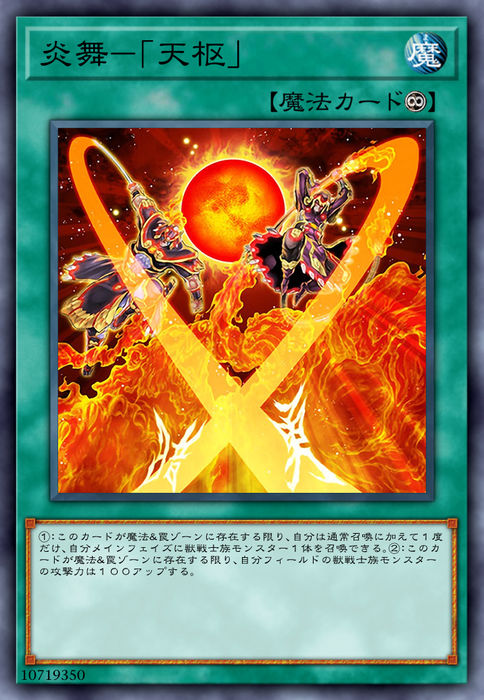 炎舞－「天枢」
魔
【魔法カード♾】
①:このカードが魔法&罠ゾーンに存在する限り、自分は通常召喚に加えて１度
だけ、自分メインフェイズに獣戦士族モンスター１体を召喚できる。②:このカ
ードが魔法&罠ゾーンに存在する限り、自分フィールドの獣戦士族モンスター
の攻撃力は１００アップする。
10719350